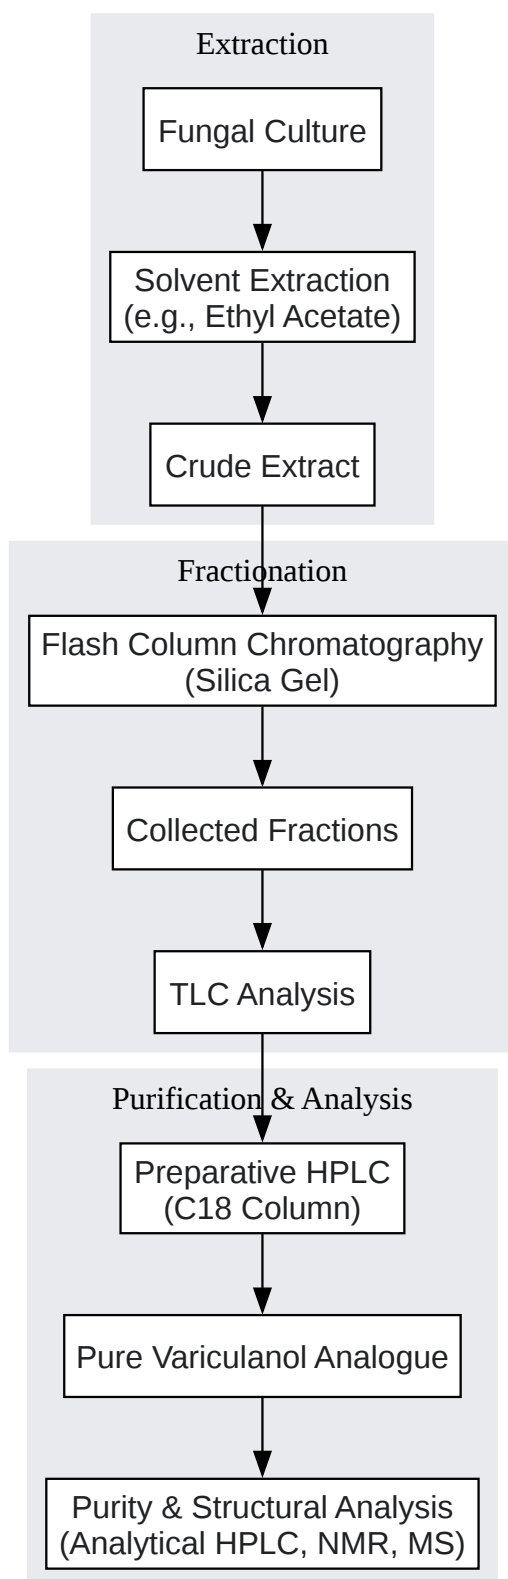 Extraction
Fungal Culture
Solvent Extraction
(e.g., Ethyl Acetate)
Crude Extract
Fractionation
Flash Column Chromatography
(Silica Gel)
Collected Fractions
TLC Analysis
Purification & Analysis
Preparative HPLC
(C18 Column)
Pure Variculanol Analogue
Purity & Structural Analysis
(Analytical HPLC, NMR, MS)